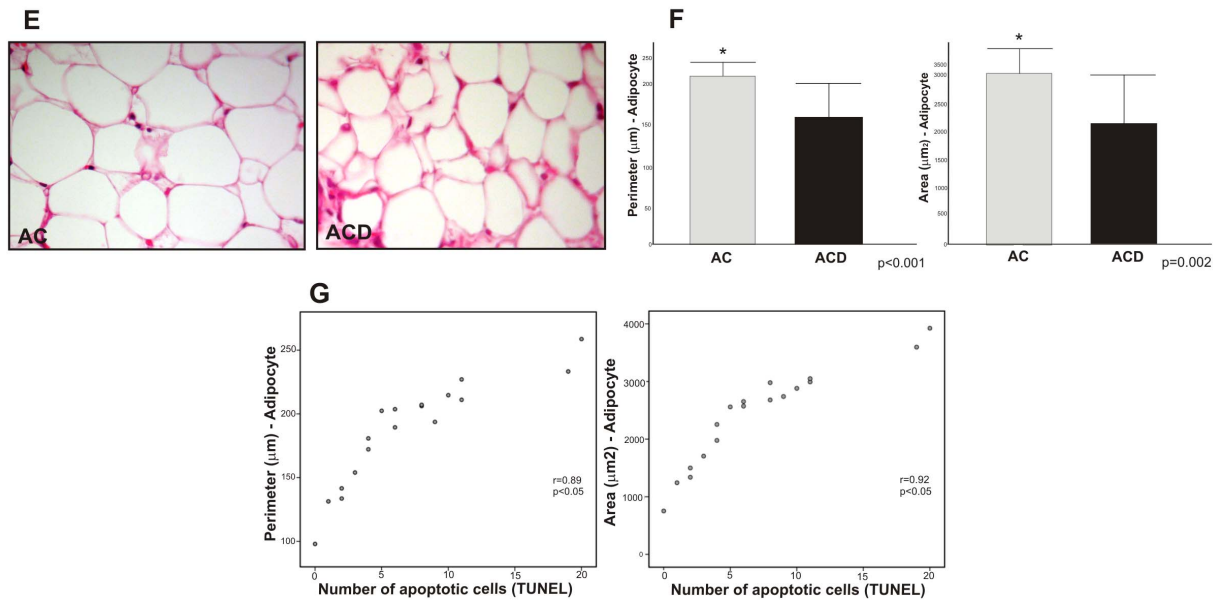 E
AC
ACD
F
Perimeter (μm) - Adipocyte
200
150
100
50
0
*
AC
ACD
p<0.001
Area (μm2) - Adipocyte
3000
3500
2000
2500
1000
500
0
*
AC
ACD
p=0.002
G
Perimeter (μm) - Adipocyte
250
200
150
100
r=0.89
p<0.05
0
5
10
15
20
Number of apoptotic cells (TUNEL)
Area (μm2) - Adipocyte
4000
3000
2000
1000
0
r=0.92
p<0.05
0
5
10
15
20
Number of apoptotic cells (TUNEL)